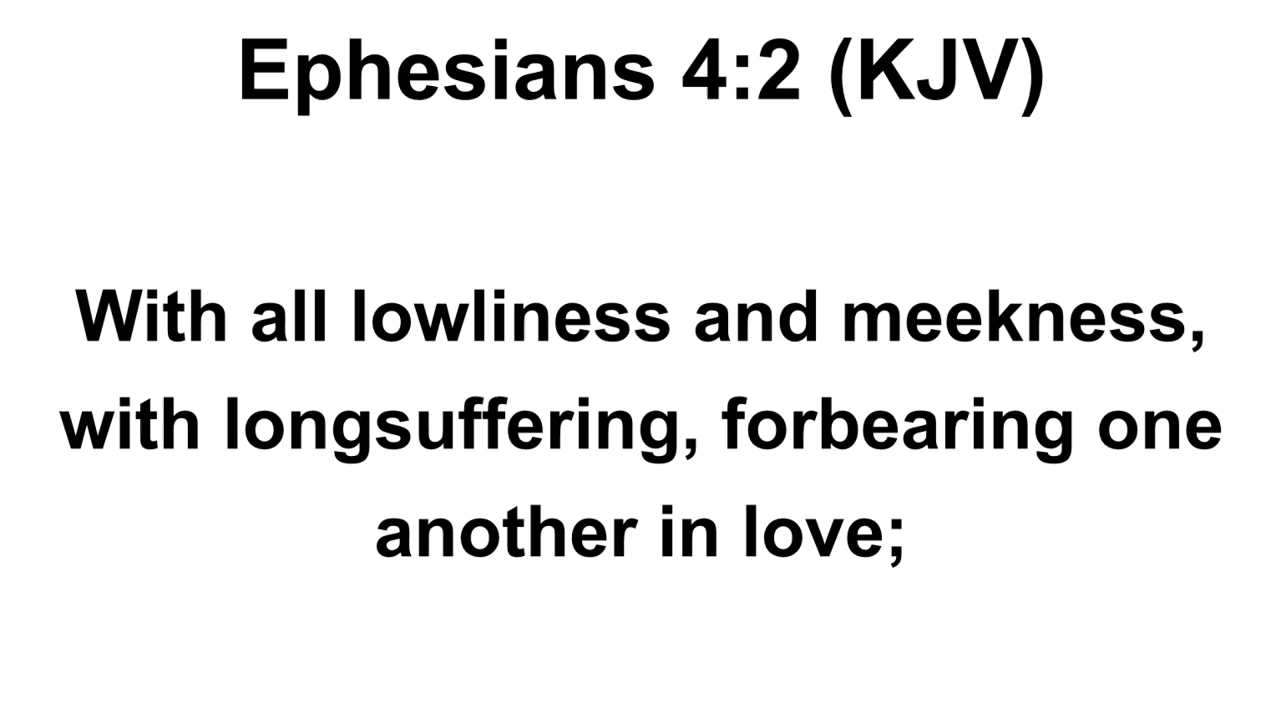 Ephesians 4:2 (KJV)
With all lowliness and meekness,
with longsuffering, forbearing one
another in love;